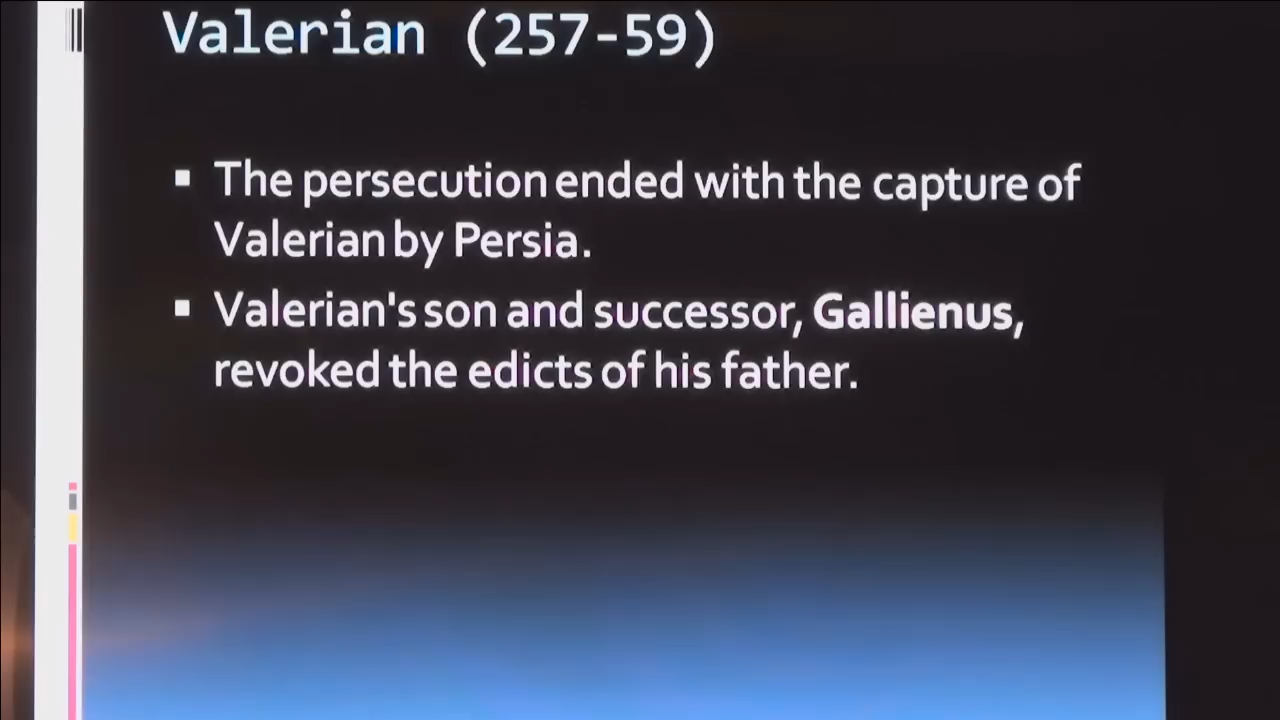 Valerian (257-59)
▪ The persecution ended with the capture of
Valerian by Persia.
▪ Valerian's son and successor, Gallienus,
revoked the edicts of his father.